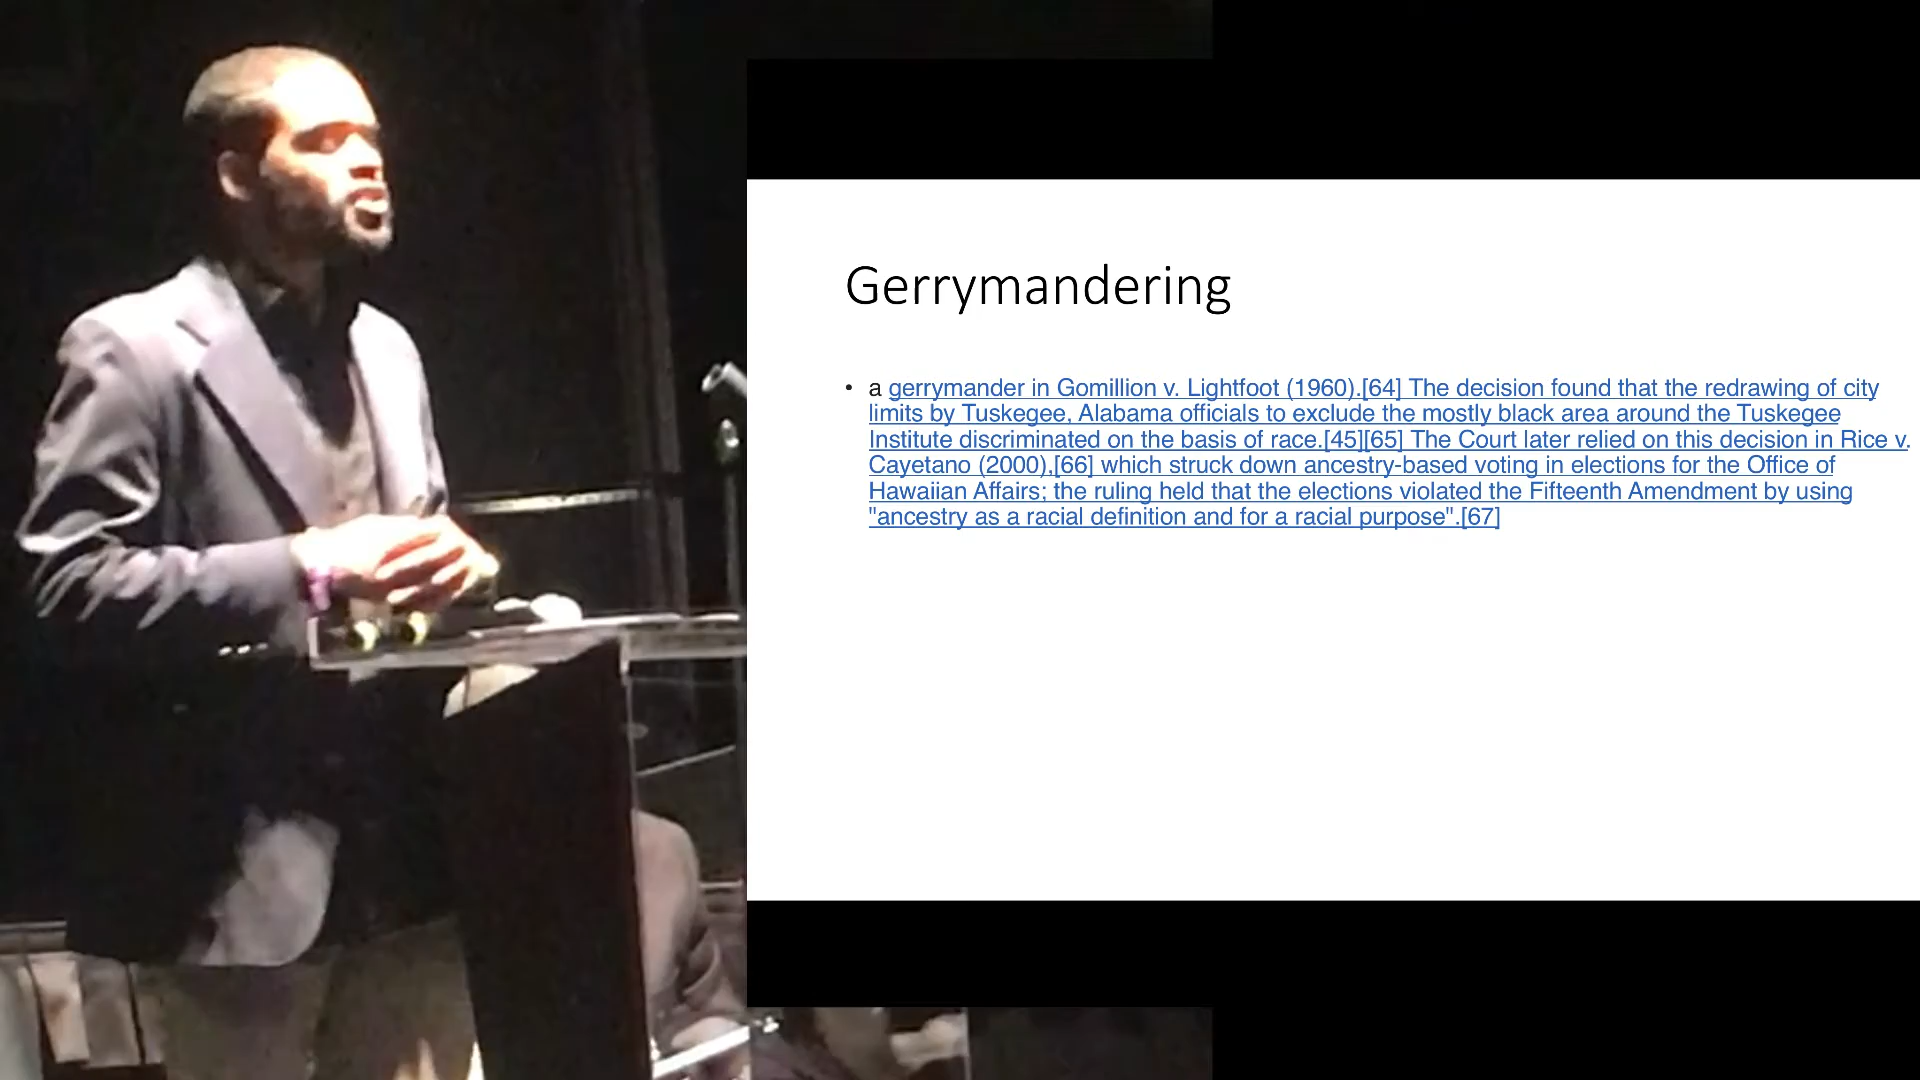 Gerrymandering
• a gerrymander in Gomillion v. Lightfoot (1960).[64] The decision found that the redrawing of city
limits by Tuskegee, Alabama officials to exclude the mostly black area around the Tuskegee
Institute discriminated on the basis of race.[45][65] The Court later relied on this decision in Rice v.
Cayetano (2000),[66] which struck down ancestry-based voting in elections for the Office of
Hawaiian Affairs; the ruling held that the elections violated the Fifteenth Amendment by using
"ancestry as a racial definition and for a racial purpose".[67]